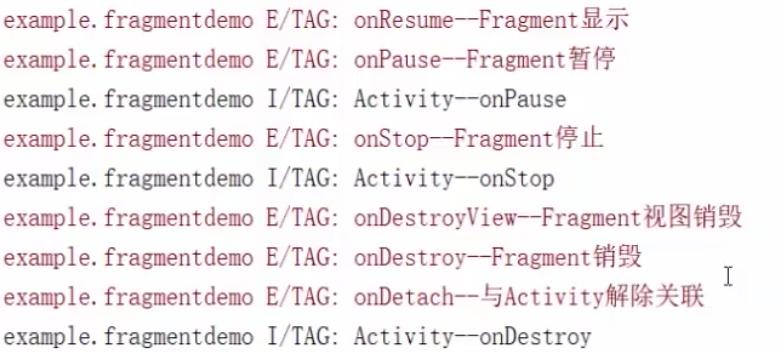 example.fragmentdemo E/TAG: onResume--Fragment显示
example.fragmentdemo E/TAG: onPause--Fragment暂停
example.fragmentdemo I/TAG: Activity--onPause
example.fragmentdemo E/TAG: onStop--Fragment停止
example.fragmentdemo I/TAG: Activity--onStop
example.fragmentdemo E/TAG: onDestroyView--Fragment视图销毁
example.fragmentdemo E/TAG: onDestroy--Fragment销毁
example.fragmentdemo E/TAG: onDetach--与Activity解除关联
example.fragmentdemo I/TAG: Activity--onDestroy